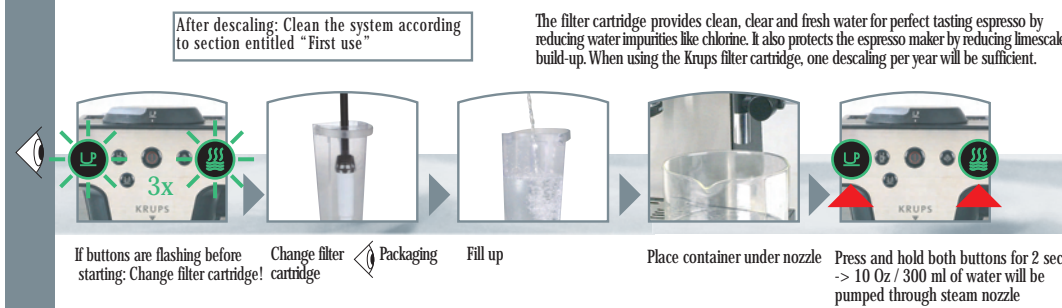 After descaling: Clean the system according
to section entitled “First use”
The filter cartridge provides clean, clear and fresh water for perfect tasting espresso by
reducing water impurities like chlorine. It also protects the espresso maker by reducing limescale
build-up. When using the Krups filter cartridge, one descaling per year will be sufficient.
3x
KRUPS
KRUPS
If buttons are flashing before
starting: Change filter cartridge!
Change filter
cartridge
Packaging
Fill up
Place container under nozzle
Press and hold both buttons for 2 sec
-> 10 Oz / 300 ml of water will be
pumped through steam nozzle